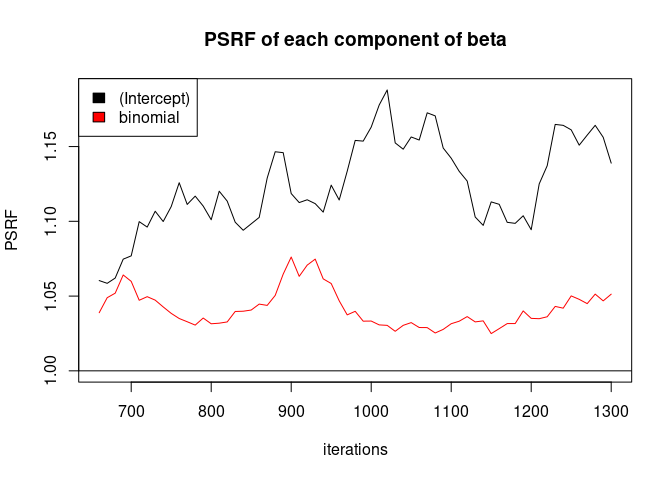 PSRF of each component of beta
(Intercept)
binomial
PSRF
1.15
1.10
1.05
1.00
700 800 900 1000 1100 1200 1300
iterations